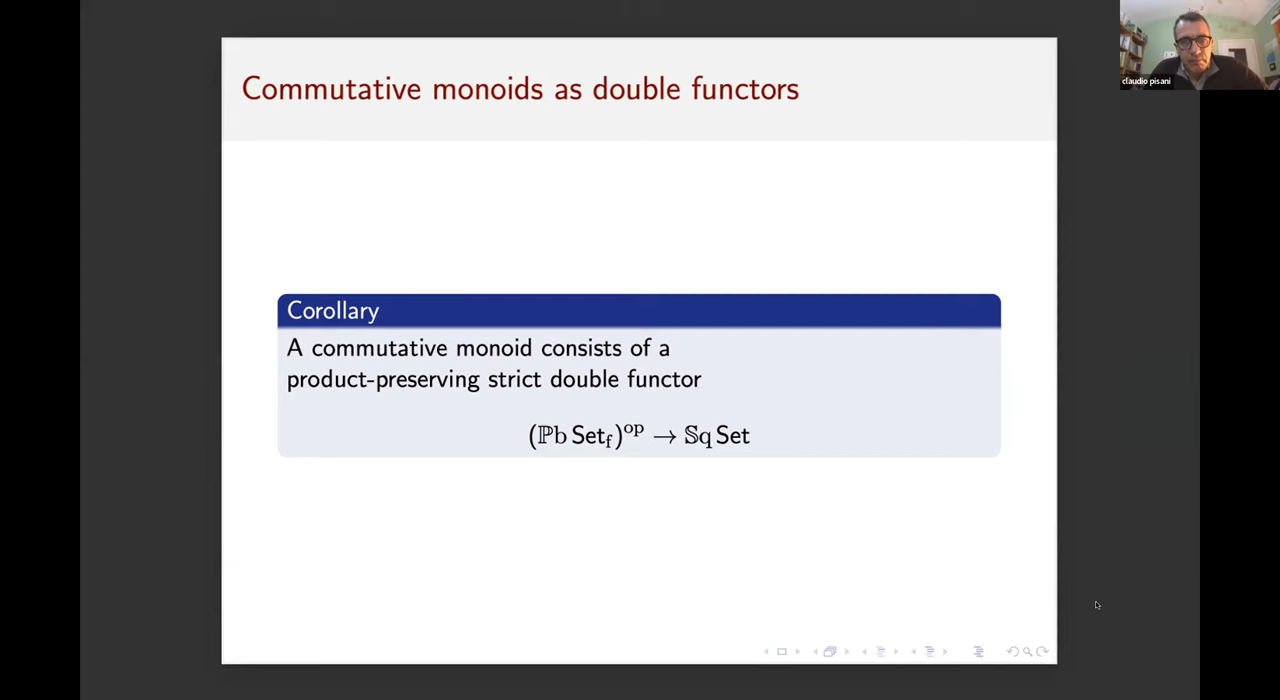 Commutative monoids as double functors
claudio pisani
Corollary
A commutative monoid consists of a
product-preserving strict double functor
(ℙb Set_f)^op → 𝕊q Set